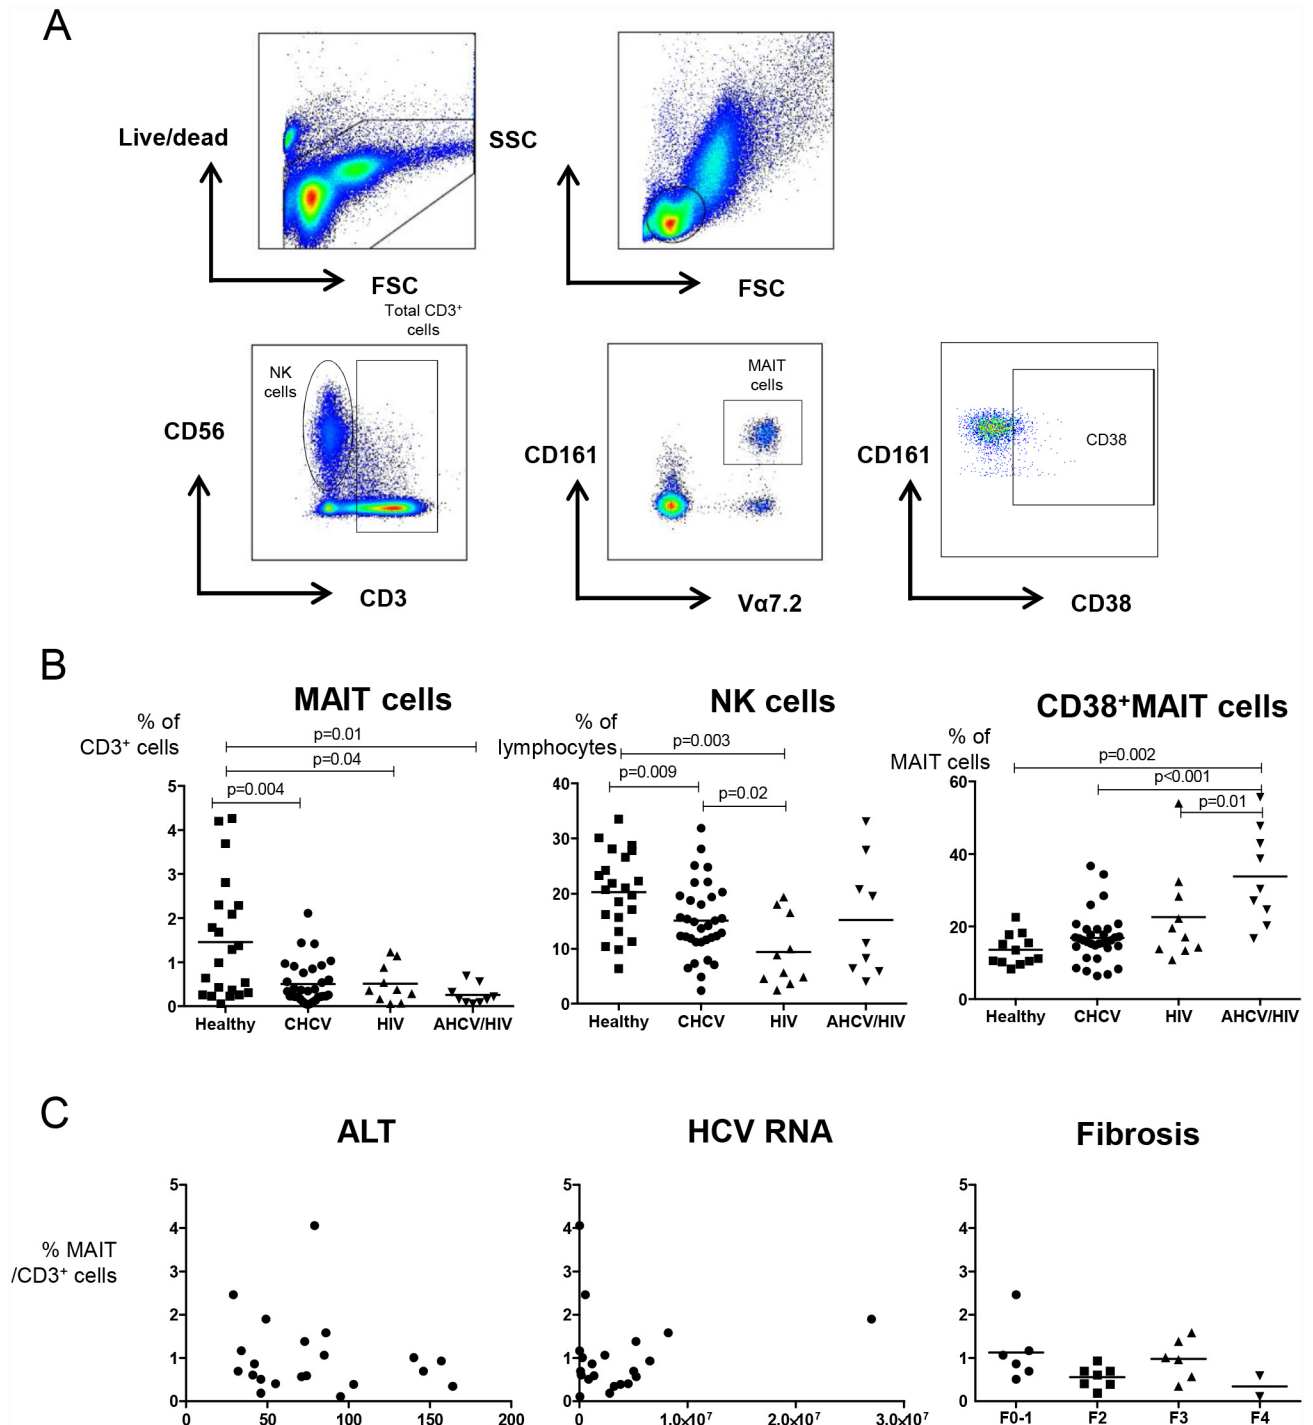 A
Live/dead
FSC
SSC
FSC
Total CD3+
cells
NK
cells
CD56
CD3
MAIT
cells
CD161
Vα7.2
CD38
CD161
CD38
B
MAIT cells
% of
CD3+ cells
p=0.01
p=0.04
p=0.004
5
4
3
2
1
0
Healthy CHCV HIV AHCV/HIV
NK cells
% of
lymphocytes
p=0.003
p=0.009
p=0.02
40
30
20
10
0
Healthy CHCV HIV AHCV/HIV
CD38+MAIT cells
% of
MAIT cells
p=0.002
p<0.001
p=0.01
60
40
20
0
Healthy CHCV HIV AHCV/HIV
C
ALT
% MAIT
/CD3+ cells
5
4
3
2
1
0
0 50 100 150 200
HCV RNA
5
4
3
2
1
0
0 1.0x10⁷ 2.0x10⁷ 3.0x10⁷
Fibrosis
5
4
3
2
1
0
F0-1 F2 F3 F4